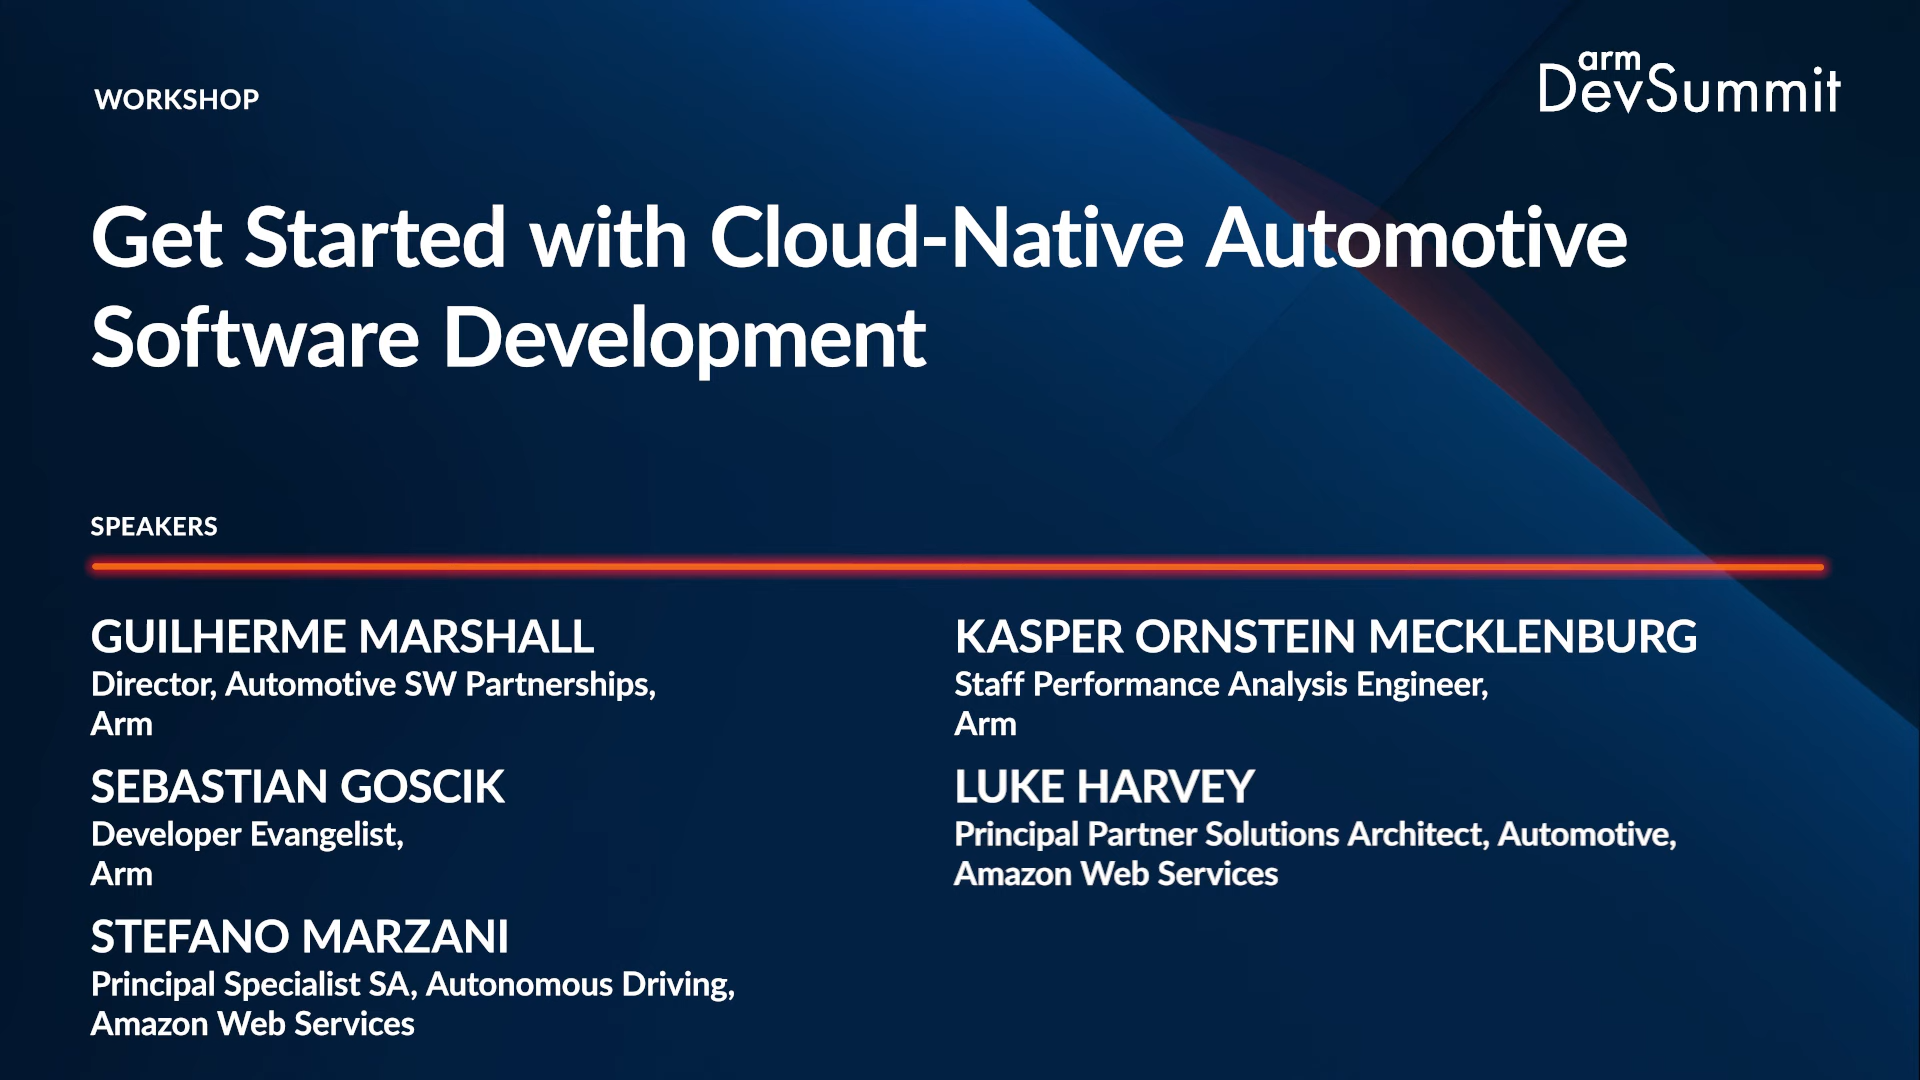 WORKSHOP
arm
DevSummit
Get Started with Cloud-Native Automotive
Software Development
SPEAKERS
GUILHERME MARSHALL
Director, Automotive SW Partnerships,
Arm
SEBASTIAN GOSCIK
Developer Evangelist,
Arm
STEFANO MARZANI
Principal Specialist SA, Autonomous Driving,
Amazon Web Services
KASPER ORNSTEIN MECKLENBURG
Staff Performance Analysis Engineer,
Arm
LUKE HARVEY
Principal Partner Solutions Architect, Automotive,
Amazon Web Services